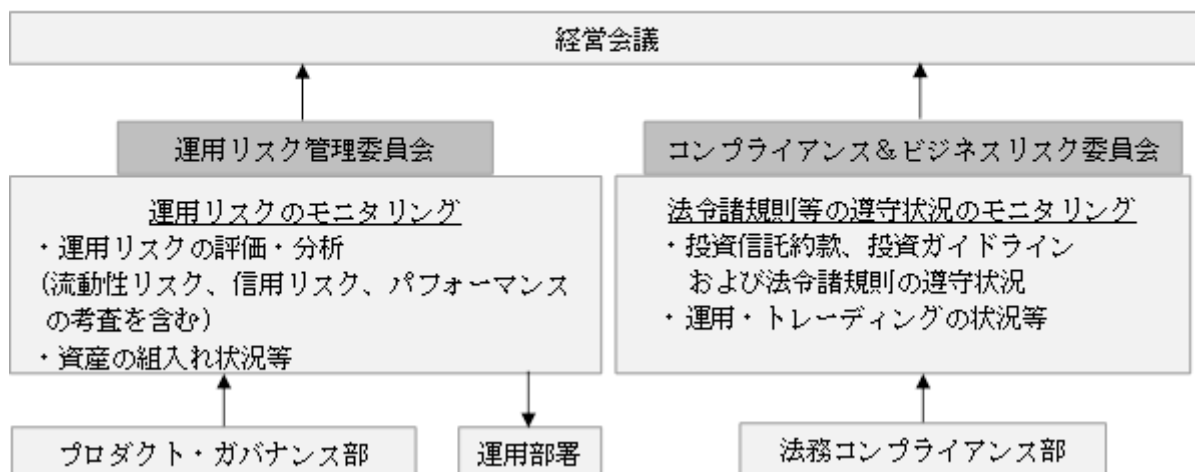 経営会議
運用リスク管理委員会
コンプライアンス&ビジネスリスク委員会
運用リスクのモニタリング
・運用リスクの評価・分析
(流動性リスク、信用リスク、パフォーマンス
の考査を含む)
・資産の組入れ状況等
法令諸規則等の遵守状況のモニタリング
・投資信託約款、投資ガイドライン
および法令諸規則の遵守状況
・運用・トレーディングの状況等
プロダクト・ガバナンス部
運用部署
法務コンプライアンス部